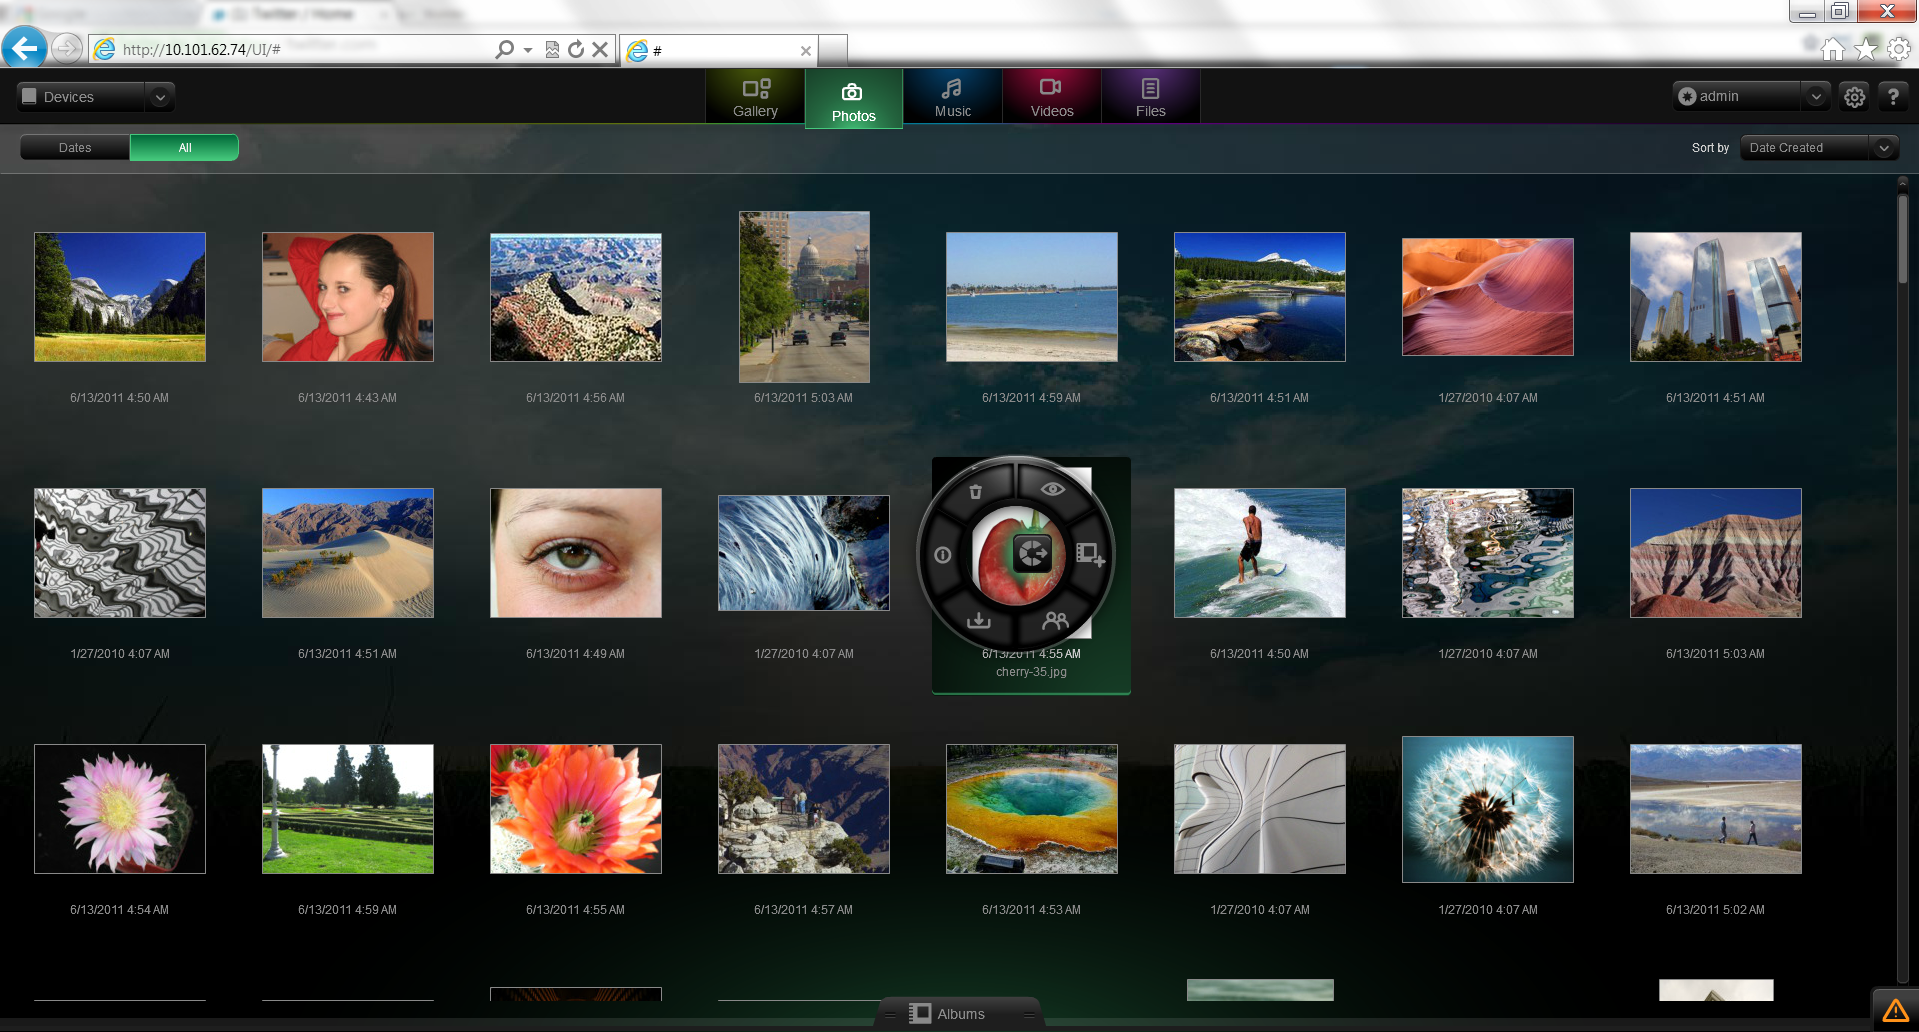 Twitter / Home
http://10.101.62.74/UI/#
#
Devices
Gallery
Photos
Music
Videos
Files
admin
?
Dates
All
Sort by
Date Created
6/13/2011 4:50 AM
6/13/2011 4:43 AM
6/13/2011 4:56 AM
6/13/2011 5:03 AM
6/13/2011 4:59 AM
6/13/2011 4:51 AM
1/27/2010 4:07 AM
6/13/2011 4:51 AM
1/27/2010 4:07 AM
6/13/2011 4:51 AM
6/13/2011 4:49 AM
1/27/2010 4:07 AM
6/13/2011 4:55 AM
cherry-35.jpg
6/13/2011 4:50 AM
1/27/2010 4:07 AM
6/13/2011 5:03 AM
6/13/2011 4:54 AM
6/13/2011 4:59 AM
6/13/2011 4:55 AM
6/13/2011 4:57 AM
6/13/2011 4:53 AM
1/27/2010 4:07 AM
1/27/2010 4:07 AM
6/13/2011 5:02 AM
Albums